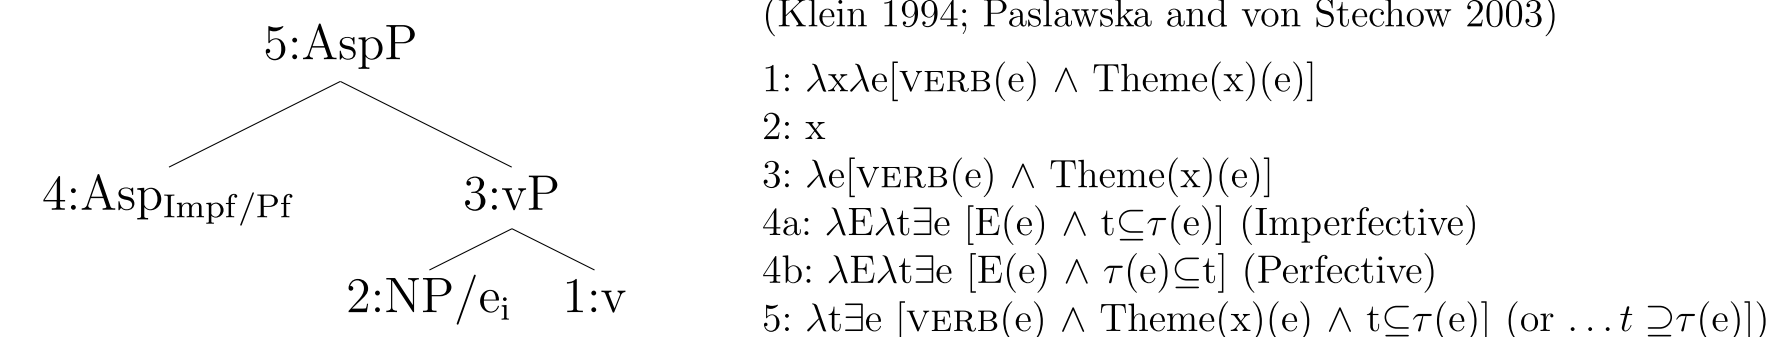 5:AspP
4:Asp_Impf/Pf 3:vP
2:NP/e_i 1:v
(Klein 1994; Paslawska and von Stechow 2003)
1: λxλe[VERB(e) ∧ Theme(x)(e)]
2: x
3: λe[VERB(e) ∧ Theme(x)(e)]
4a: λEλt∃e [E(e) ∧ t⊆τ(e)] (Imperfective)
4b: λEλt∃e [E(e) ∧ τ(e)⊆t] (Perfective)
5: λt∃e [VERB(e) ∧ Theme(x)(e) ∧ t⊆τ(e)] (or …t ⊇τ(e)])